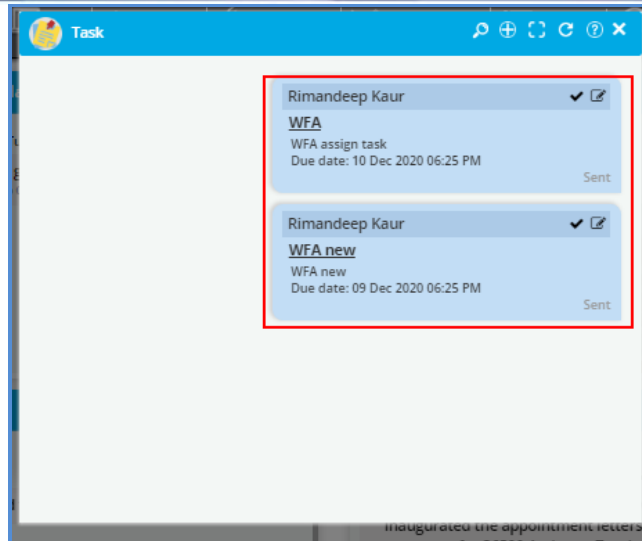 Task
Rimandeep Kaur
WFA
WFA assign task
Due date: 10 Dec 2020 06:25 PM
Sent
Rimandeep Kaur
WFA new
WFA new
Due date: 09 Dec 2020 06:25 PM
Sent
inaugurated the appointment letters